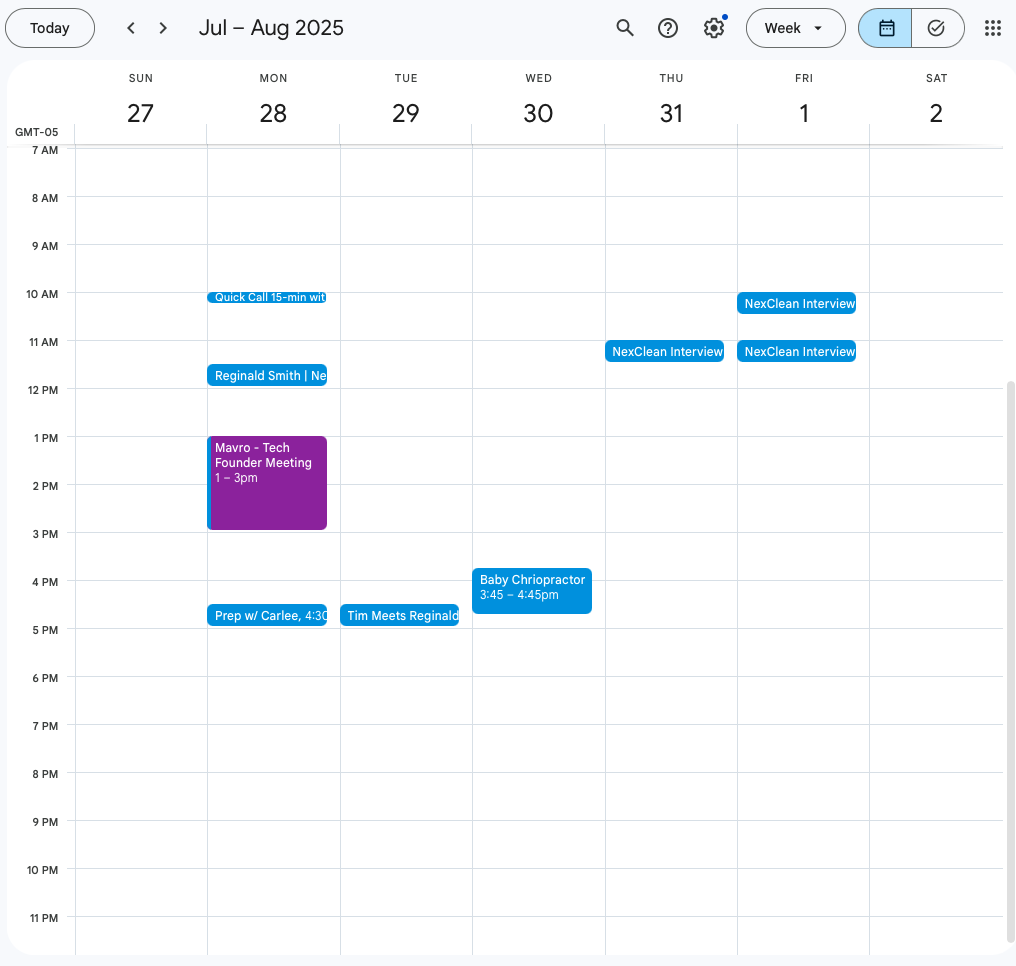 Today
Jul – Aug 2025
Week
SUN MON TUE WED THU FRI SAT
27 28 29 30 31 1 2
GMT-05
7 AM
8 AM
9 AM
10 AM
Quick Call 15-min wit
NexClean Interview
11 AM
NexClean Interview
NexClean Interview
Reginald Smith | Ne
12 PM
1 PM
Mavro - Tech
Founder Meeting
1 – 3pm
2 PM
3 PM
Baby Chriopractor
3:45 – 4:45pm
4 PM
Prep w/ Carlee, 4:30
Tim Meets Reginald
5 PM
6 PM
7 PM
8 PM
9 PM
10 PM
11 PM